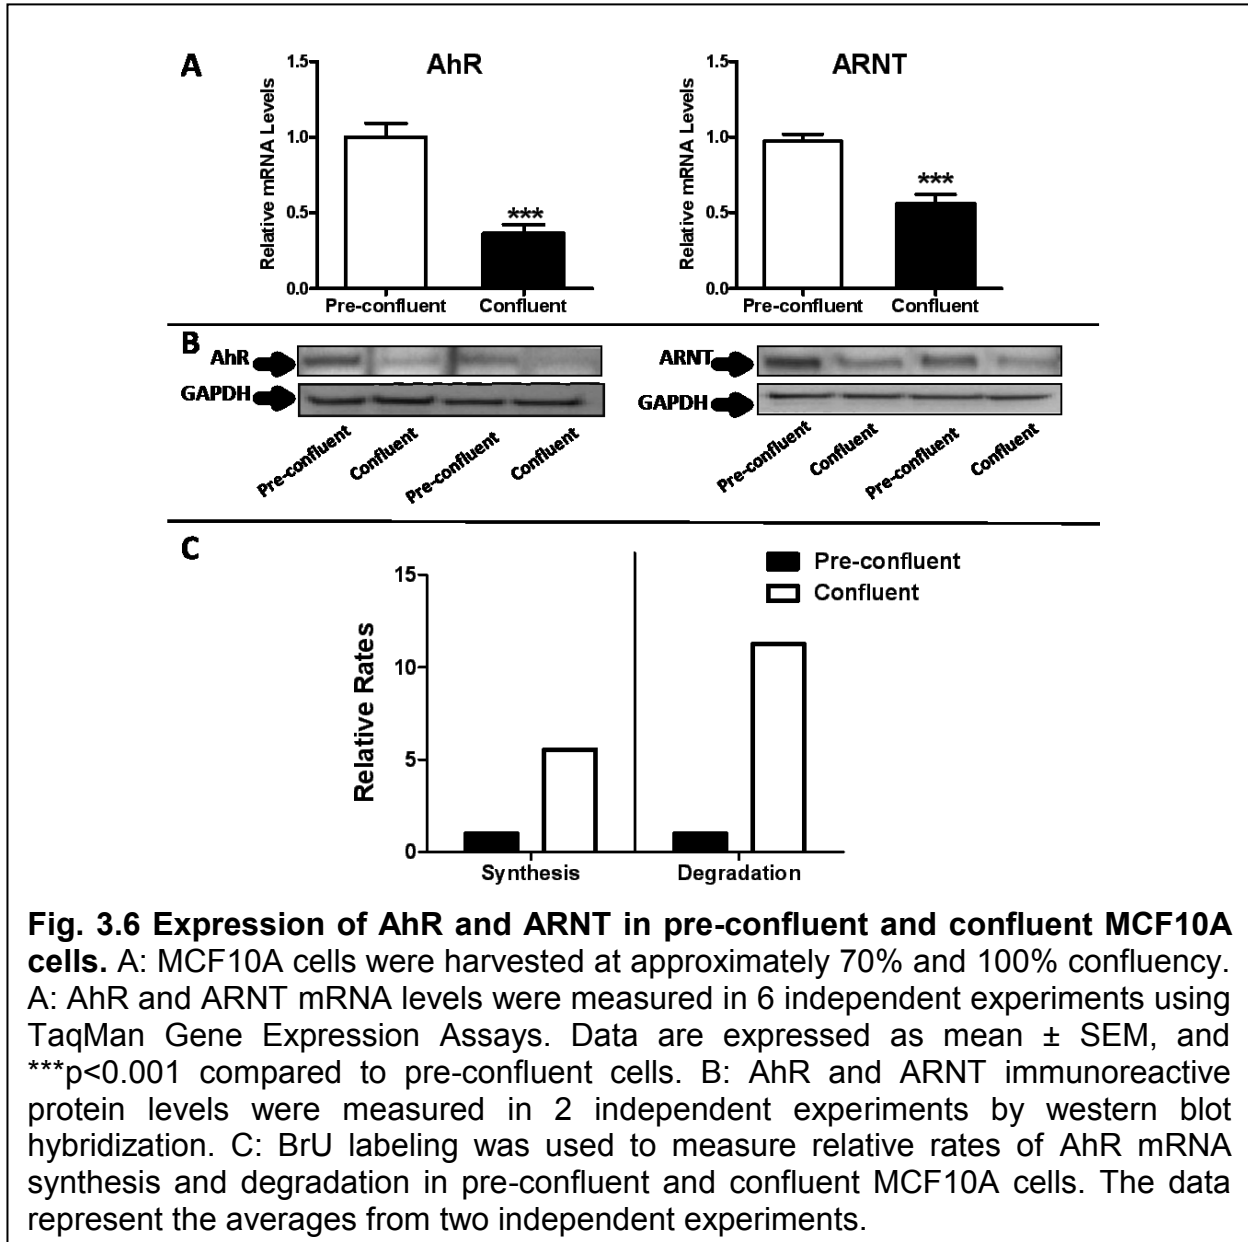 A
AhR
ARNT
Relative mRNA Levels
1.5
1.0
0.5
0.0
***
Pre-confluent
Confluent
Relative mRNA Levels
1.5
1.0
0.5
0.0
***
Pre-confluent
Confluent
B
AhR
GAPDH
Pre-confluent
Confluent
Pre-confluent
Confluent
ARNT
GAPDH
Pre-confluent
Confluent
Pre-confluent
Confluent
C
Pre-confluent
Confluent
Relative Rates
15
10
5
0
Synthesis
Degradation
Fig. 3.6 Expression of AhR and ARNT in pre-confluent and confluent MCF10A
cells. A: MCF10A cells were harvested at approximately 70% and 100% confluency.
A: AhR and ARNT mRNA levels were measured in 6 independent experiments using
TaqMan Gene Expression Assays. Data are expressed as mean ± SEM, and
***p<0.001 compared to pre-confluent cells. B: AhR and ARNT immunoreactive
protein levels were measured in 2 independent experiments by western blot
hybridization. C: BrU labeling was used to measure relative rates of AhR mRNA
synthesis and degradation in pre-confluent and confluent MCF10A cells. The data
represent the averages from two independent experiments.